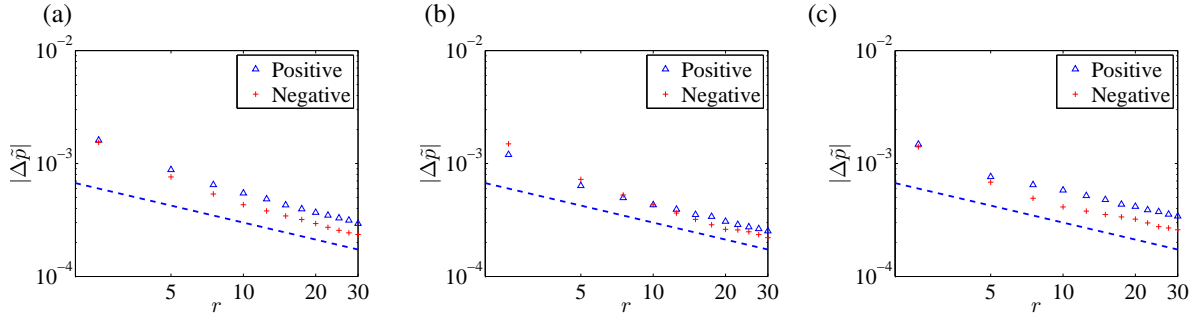 (a)
10⁻²
10⁻³
10⁻⁴
|Δp̃|
Positive
Negative
5 10 20 30
r
(b)
10⁻²
10⁻³
10⁻⁴
|Δp̃|
Positive
Negative
5 10 20 30
r
(c)
10⁻²
10⁻³
10⁻⁴
|Δp̃|
Positive
Negative
5 10 20 30
r